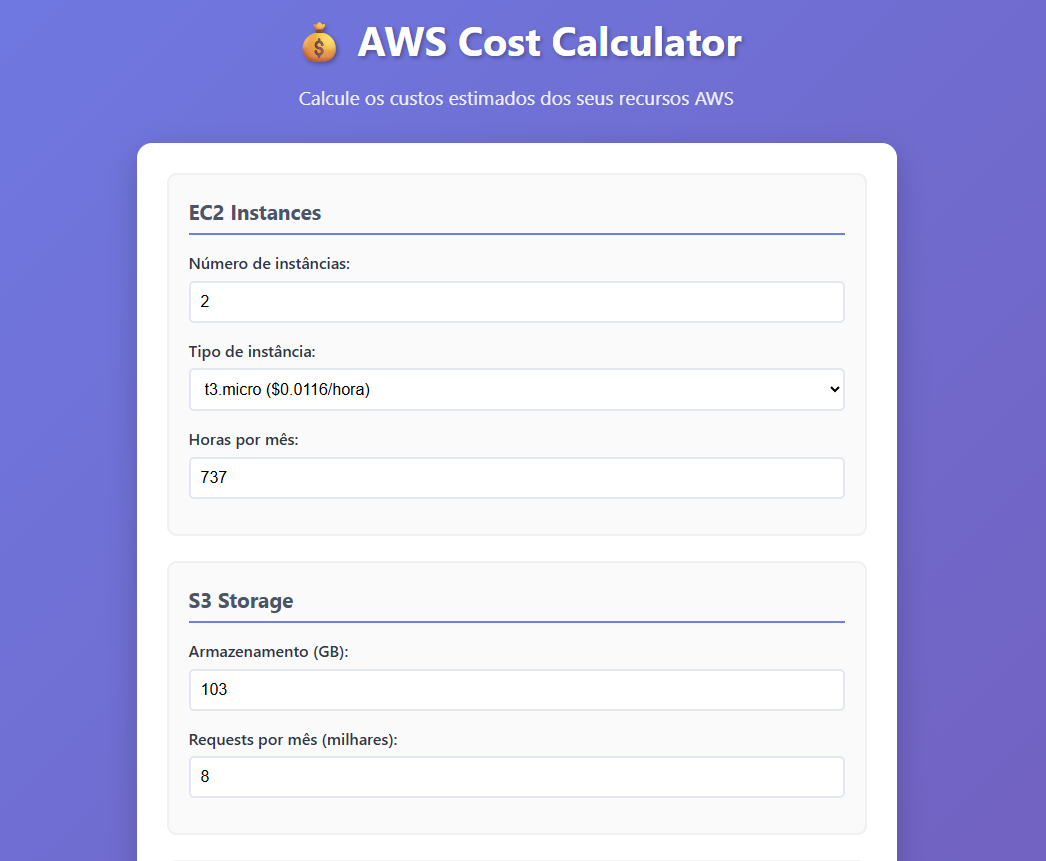 AWS Cost Calculator
Calcule os custos estimados dos seus recursos AWS
EC2 Instances
Número de instâncias:
2
Tipo de instância:
t3.micro ($0.0116/hora)
Horas por mês:
737
S3 Storage
Armazenamento (GB):
103
Requests por mês (milhares):
8